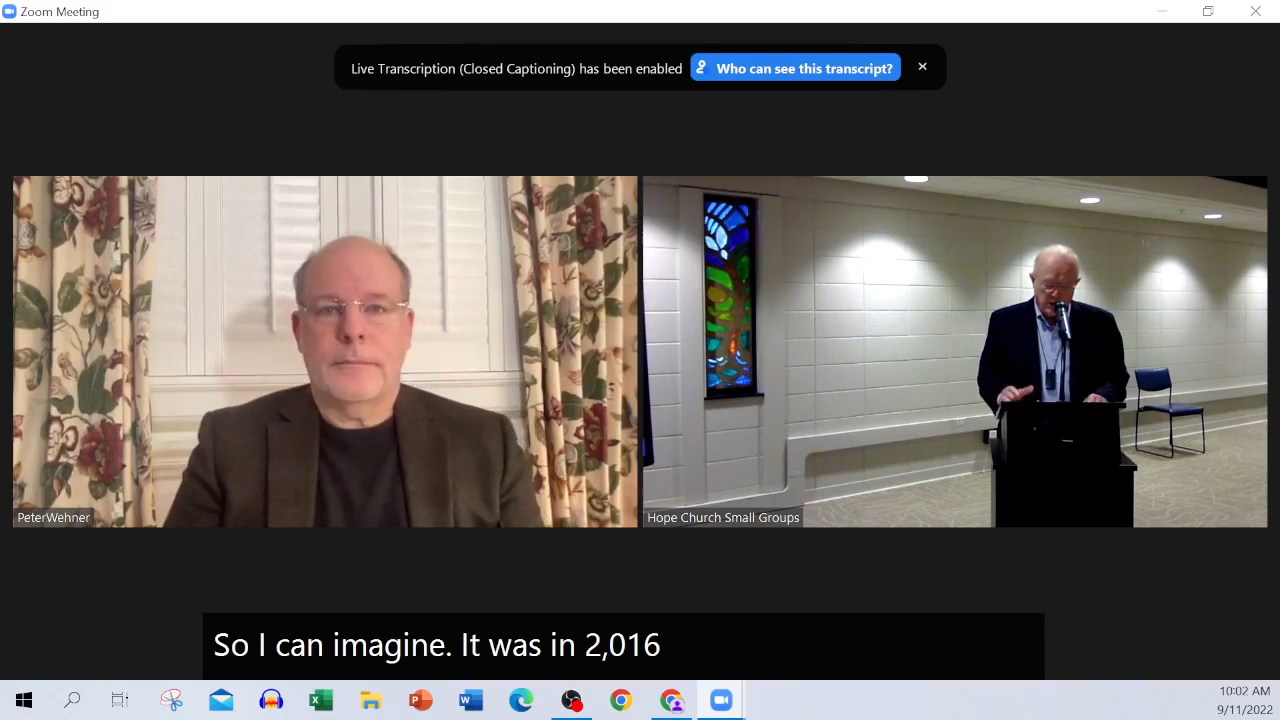 Zoom Meeting
Live Transcription (Closed Captioning) has been enabled
Who can see this transcript?
PeterWehner
Hope Church Small Groups
So I can imagine. It was in 2,016
10:02 AM
9/11/2022